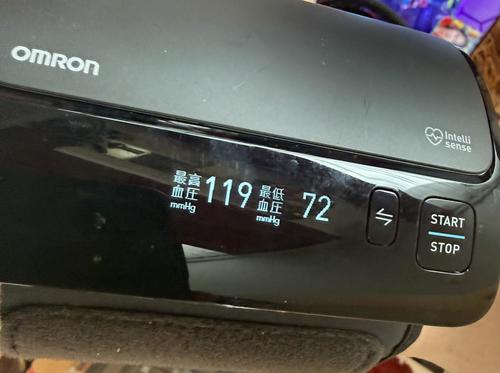 OMRON
Intelli
sense
最高
血圧
mmHg
119
最低
血圧
mmHg
72
START
STOP